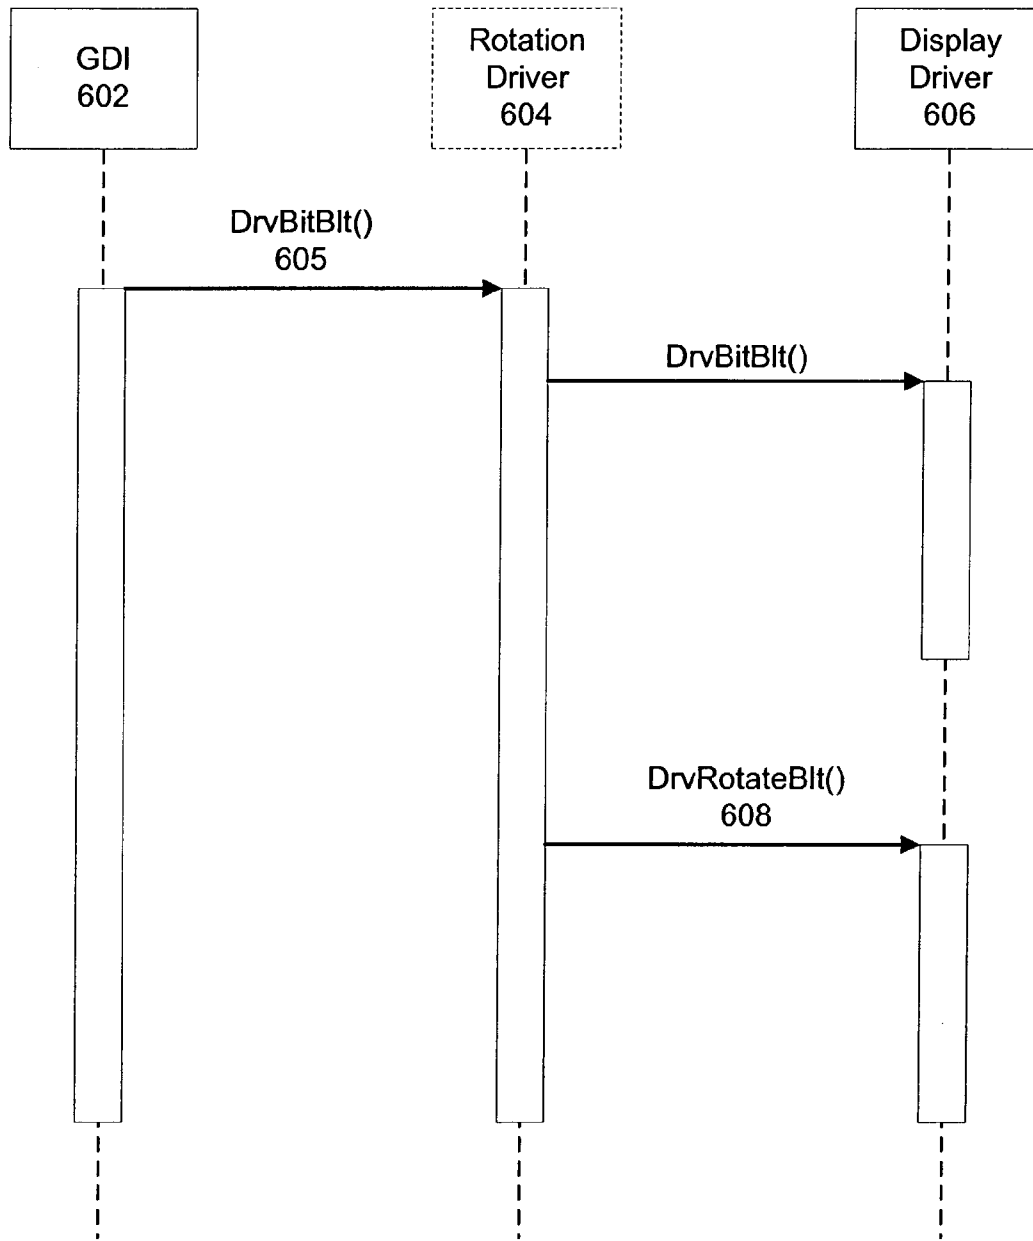 GDI
602
Rotation
Driver
604
Display
Driver
606
DrvBitBlt()
605
DrvBitBlt()
DrvRotateBlt()
608